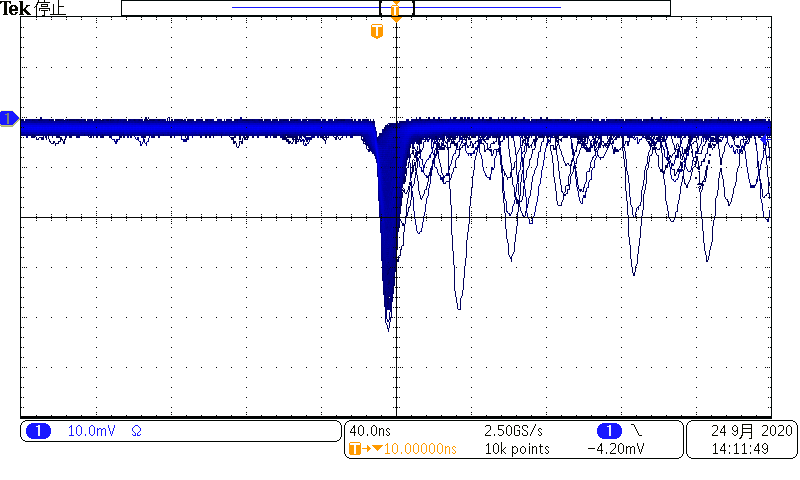 Tek 停止
T
T
1
1 10.0mV Ω
40.0ns 2.50GS/s 1
T→▼10.00000ns 10k points −4.20mV
24 9月 2020
14:11:49